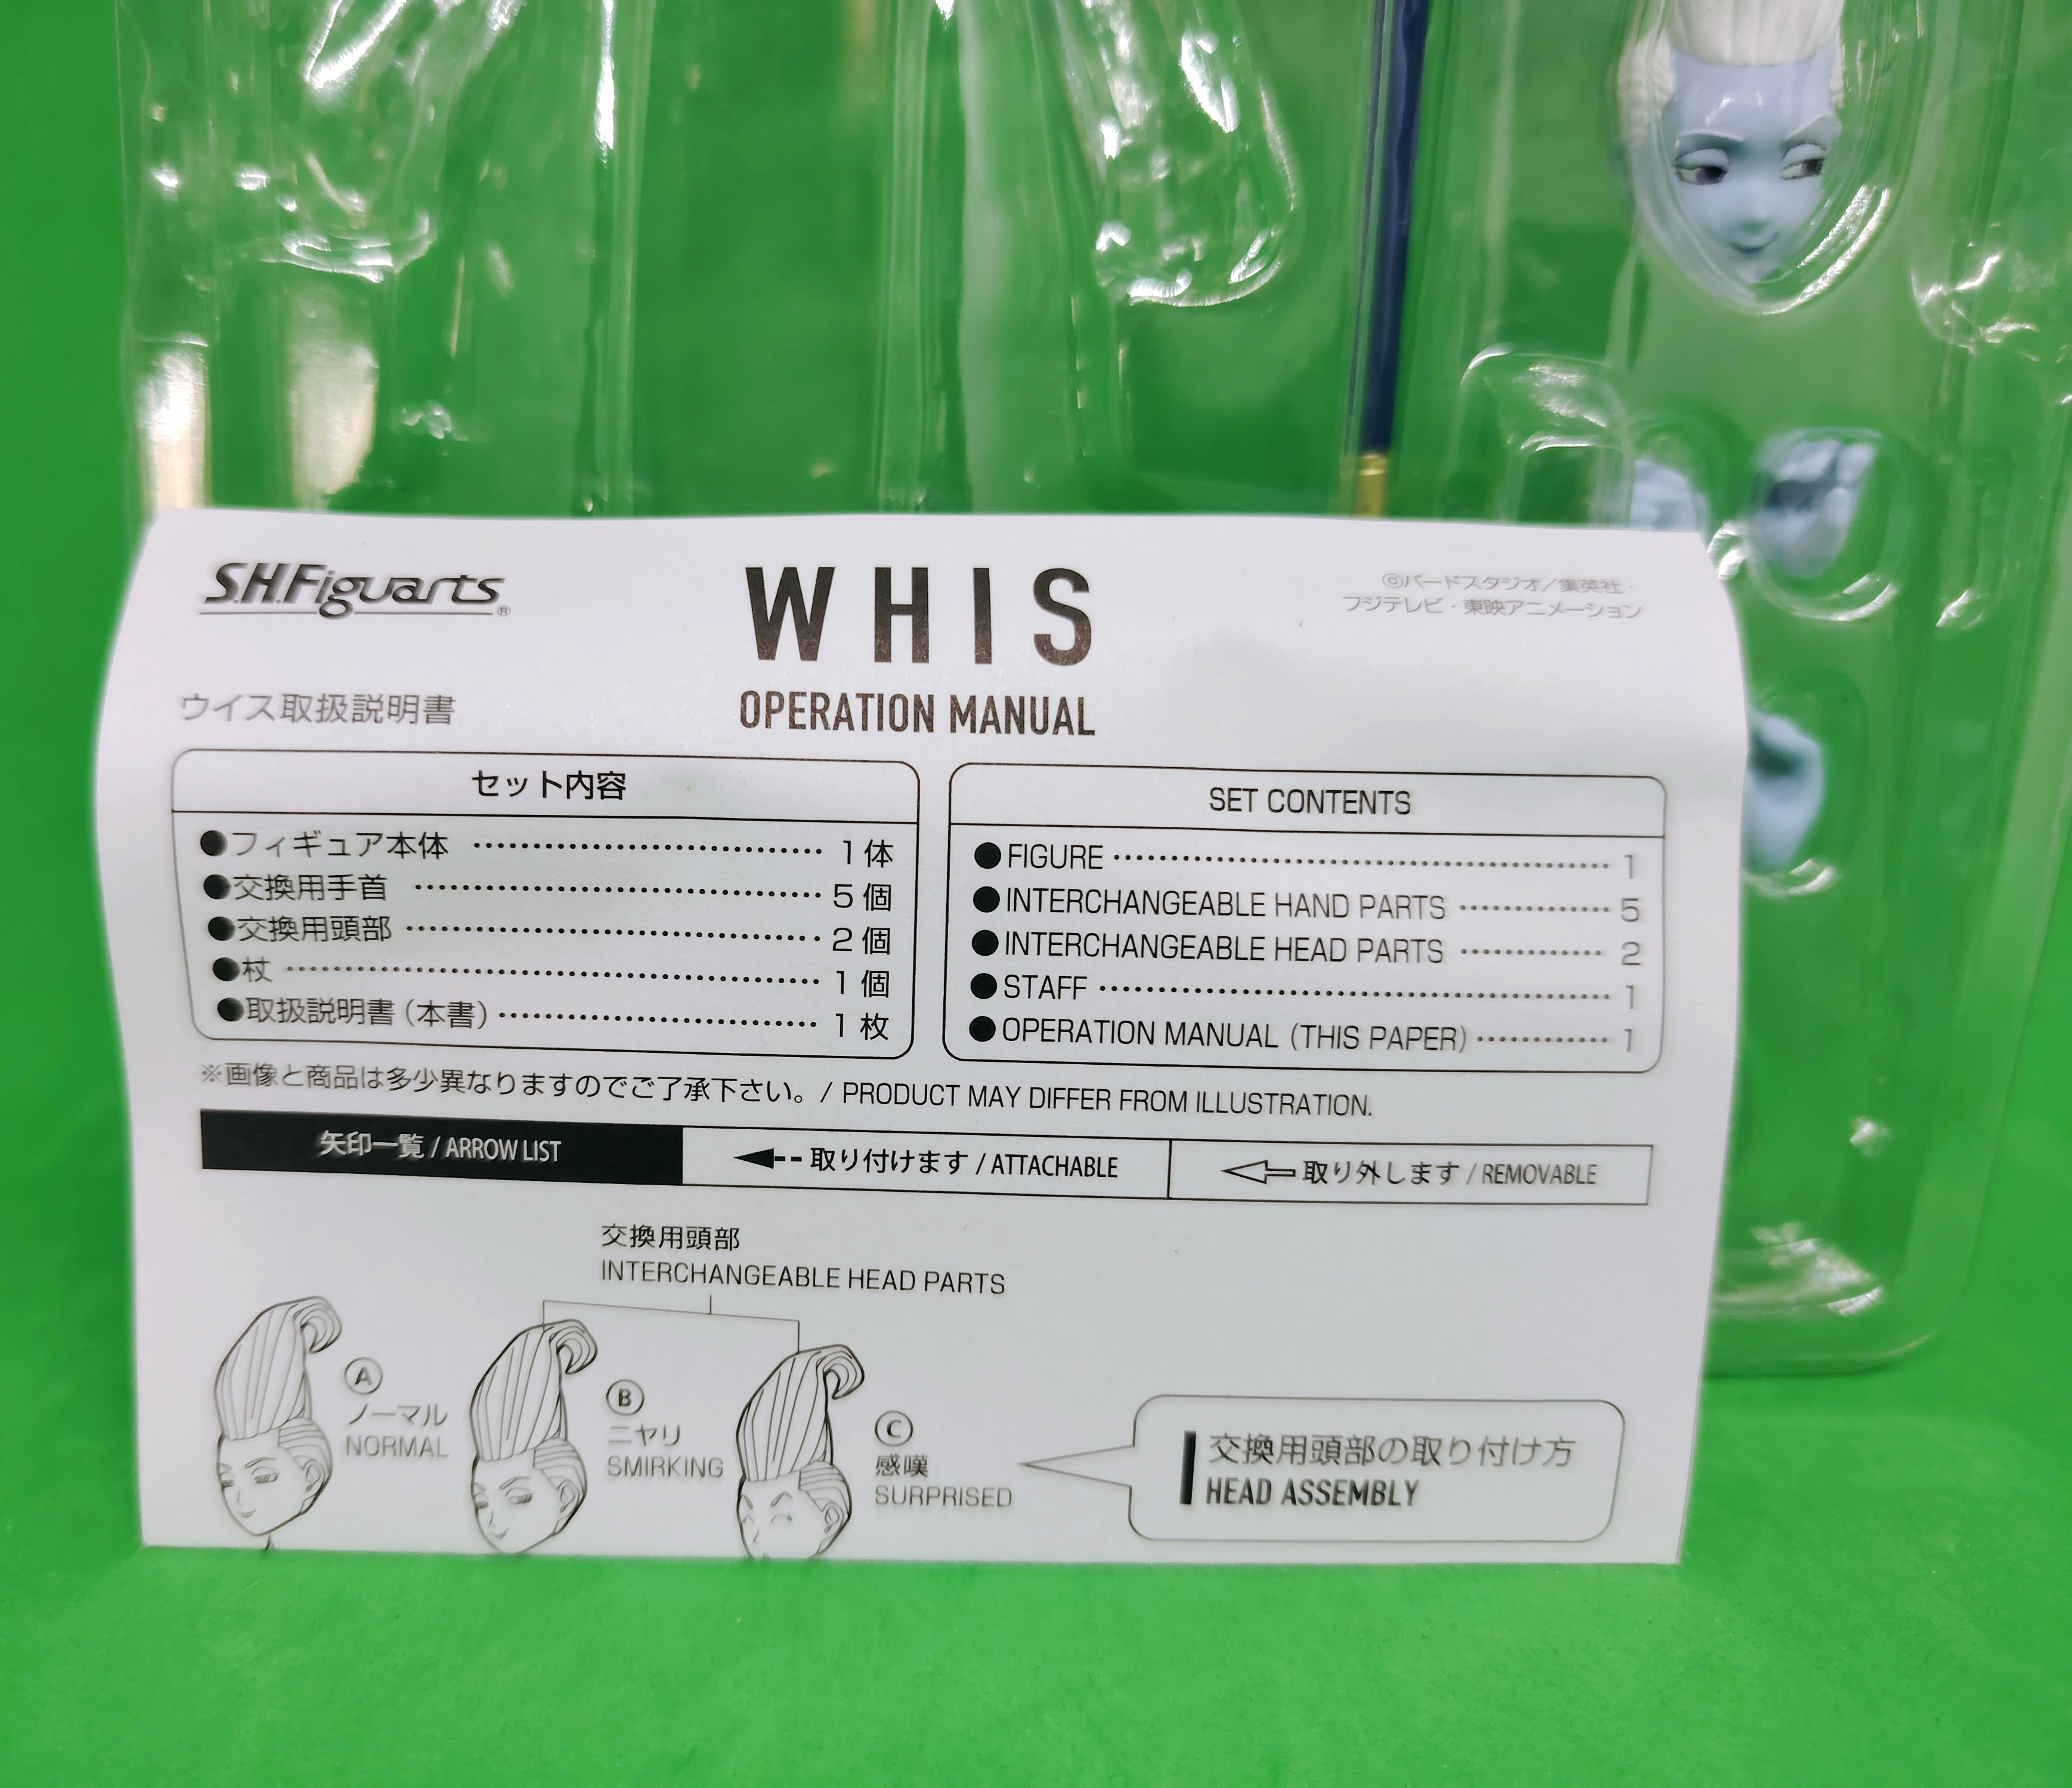 S.H.Figuarts®
WHIS
OPERATION MANUAL
©バードスタジオ/集英社・
フジテレビ・東映アニメーション
ウイス取扱説明書
セット内容
●フィギュア本体 1体
●交換用手首 5個
●交換用頭部 2個
●杖 1個
●取扱説明書(本書) 1枚
SET CONTENTS
●FIGURE 1
●INTERCHANGEABLE HAND PARTS 5
●INTERCHANGEABLE HEAD PARTS 2
●STAFF 1
●OPERATION MANUAL (THIS PAPER) 1
※画像と商品は多少異なりますのでご了承下さい。/ PRODUCT MAY DIFFER FROM ILLUSTRATION.
矢印一覧 / ARROW LIST
取り付けます / ATTACHABLE
取り外します / REMOVABLE
交換用頭部
INTERCHANGEABLE HEAD PARTS
A
ノーマル
NORMAL
B
ニヤリ
SMIRKING
C
感嘆
SURPRISED
交換用頭部の取り付け方
HEAD ASSEMBLY